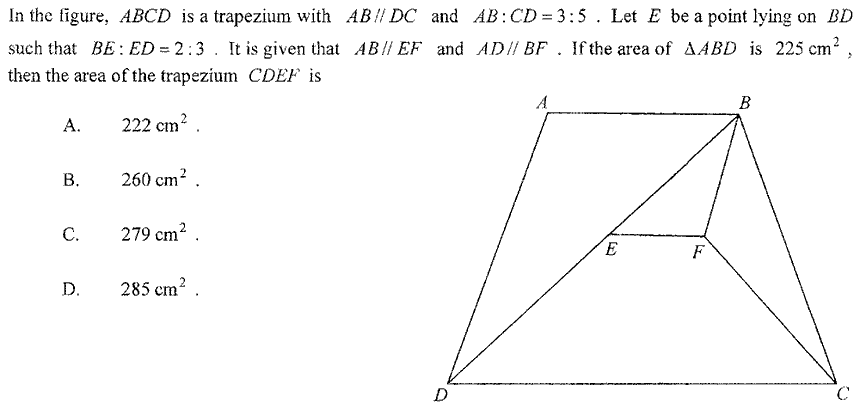 In the figure, ABCD is a trapezium with AB // DC and AB : CD = 3 : 5 . Let E be a point lying on BD
such that BE : ED = 2 : 3 . It is given that AB // EF and AD // BF . If the area of ΔABD is 225 cm² ,
then the area of the trapezium CDEF is
A. 222 cm² .
B. 260 cm² .
C. 279 cm² .
D. 285 cm² .
A
B
E
F
D
C